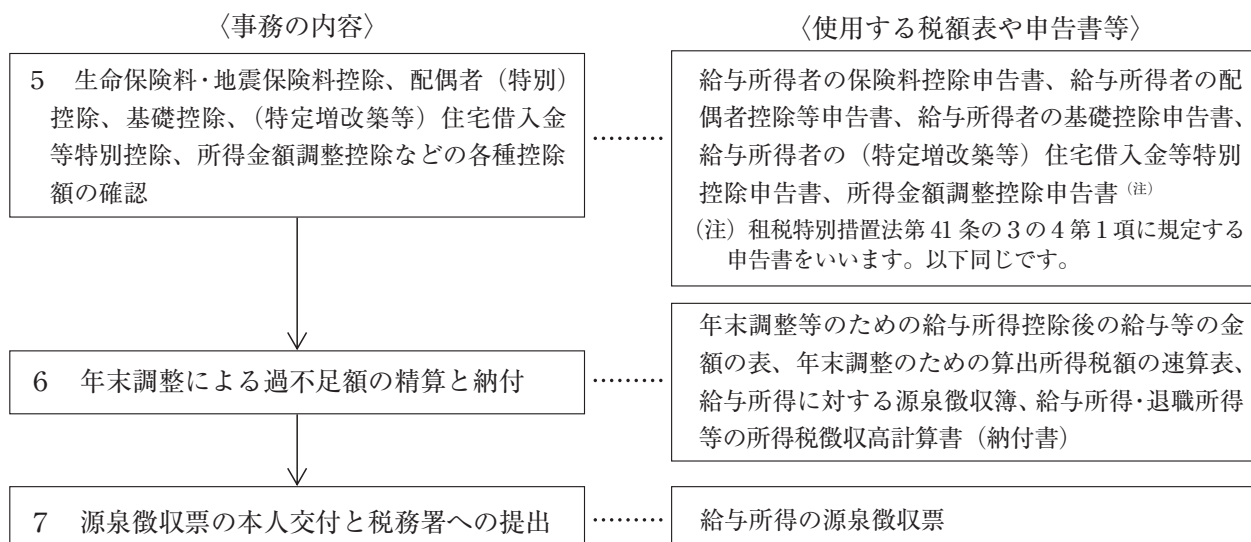 〈事務の内容〉
〈使用する税額表や申告書等〉
5 生命保険料・地震保険料控除、配偶者（特別）
控除、基礎控除、（特定増改築等）住宅借入金
等特別控除、所得金額調整控除などの各種控除
額の確認
………
給与所得者の保険料控除申告書、給与所得者の配
偶者控除等申告書、給与所得者の基礎控除申告書、
給与所得者の（特定増改築等）住宅借入金等特別
控除申告書、所得金額調整控除申告書（注）
（注）租税特別措置法第41条の３の４第１項に規定する
申告書をいいます。以下同じです。
6 年末調整による過不足額の精算と納付
………
年末調整等のための給与所得控除後の給与等の金
額の表、年末調整のための算出所得税額の速算表、
給与所得に対する源泉徴収簿、給与所得・退職所得
等の所得税徴収高計算書（納付書）
7 源泉徴収票の本人交付と税務署への提出
………
給与所得の源泉徴収票